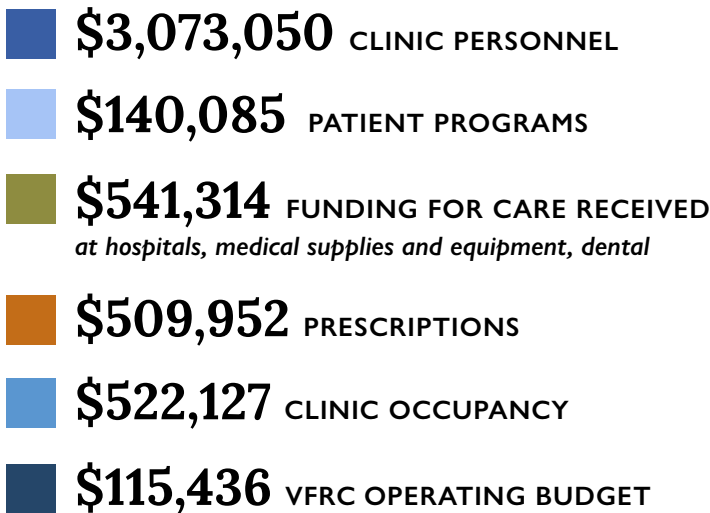 $3,073,050 CLINIC PERSONNEL
$140,085 PATIENT PROGRAMS
$541,314 FUNDING FOR CARE RECEIVED
at hospitals, medical supplies and equipment, dental
$509,952 PRESCRIPTIONS
$522,127 CLINIC OCCUPANCY
$115,436 VFRC OPERATING BUDGET